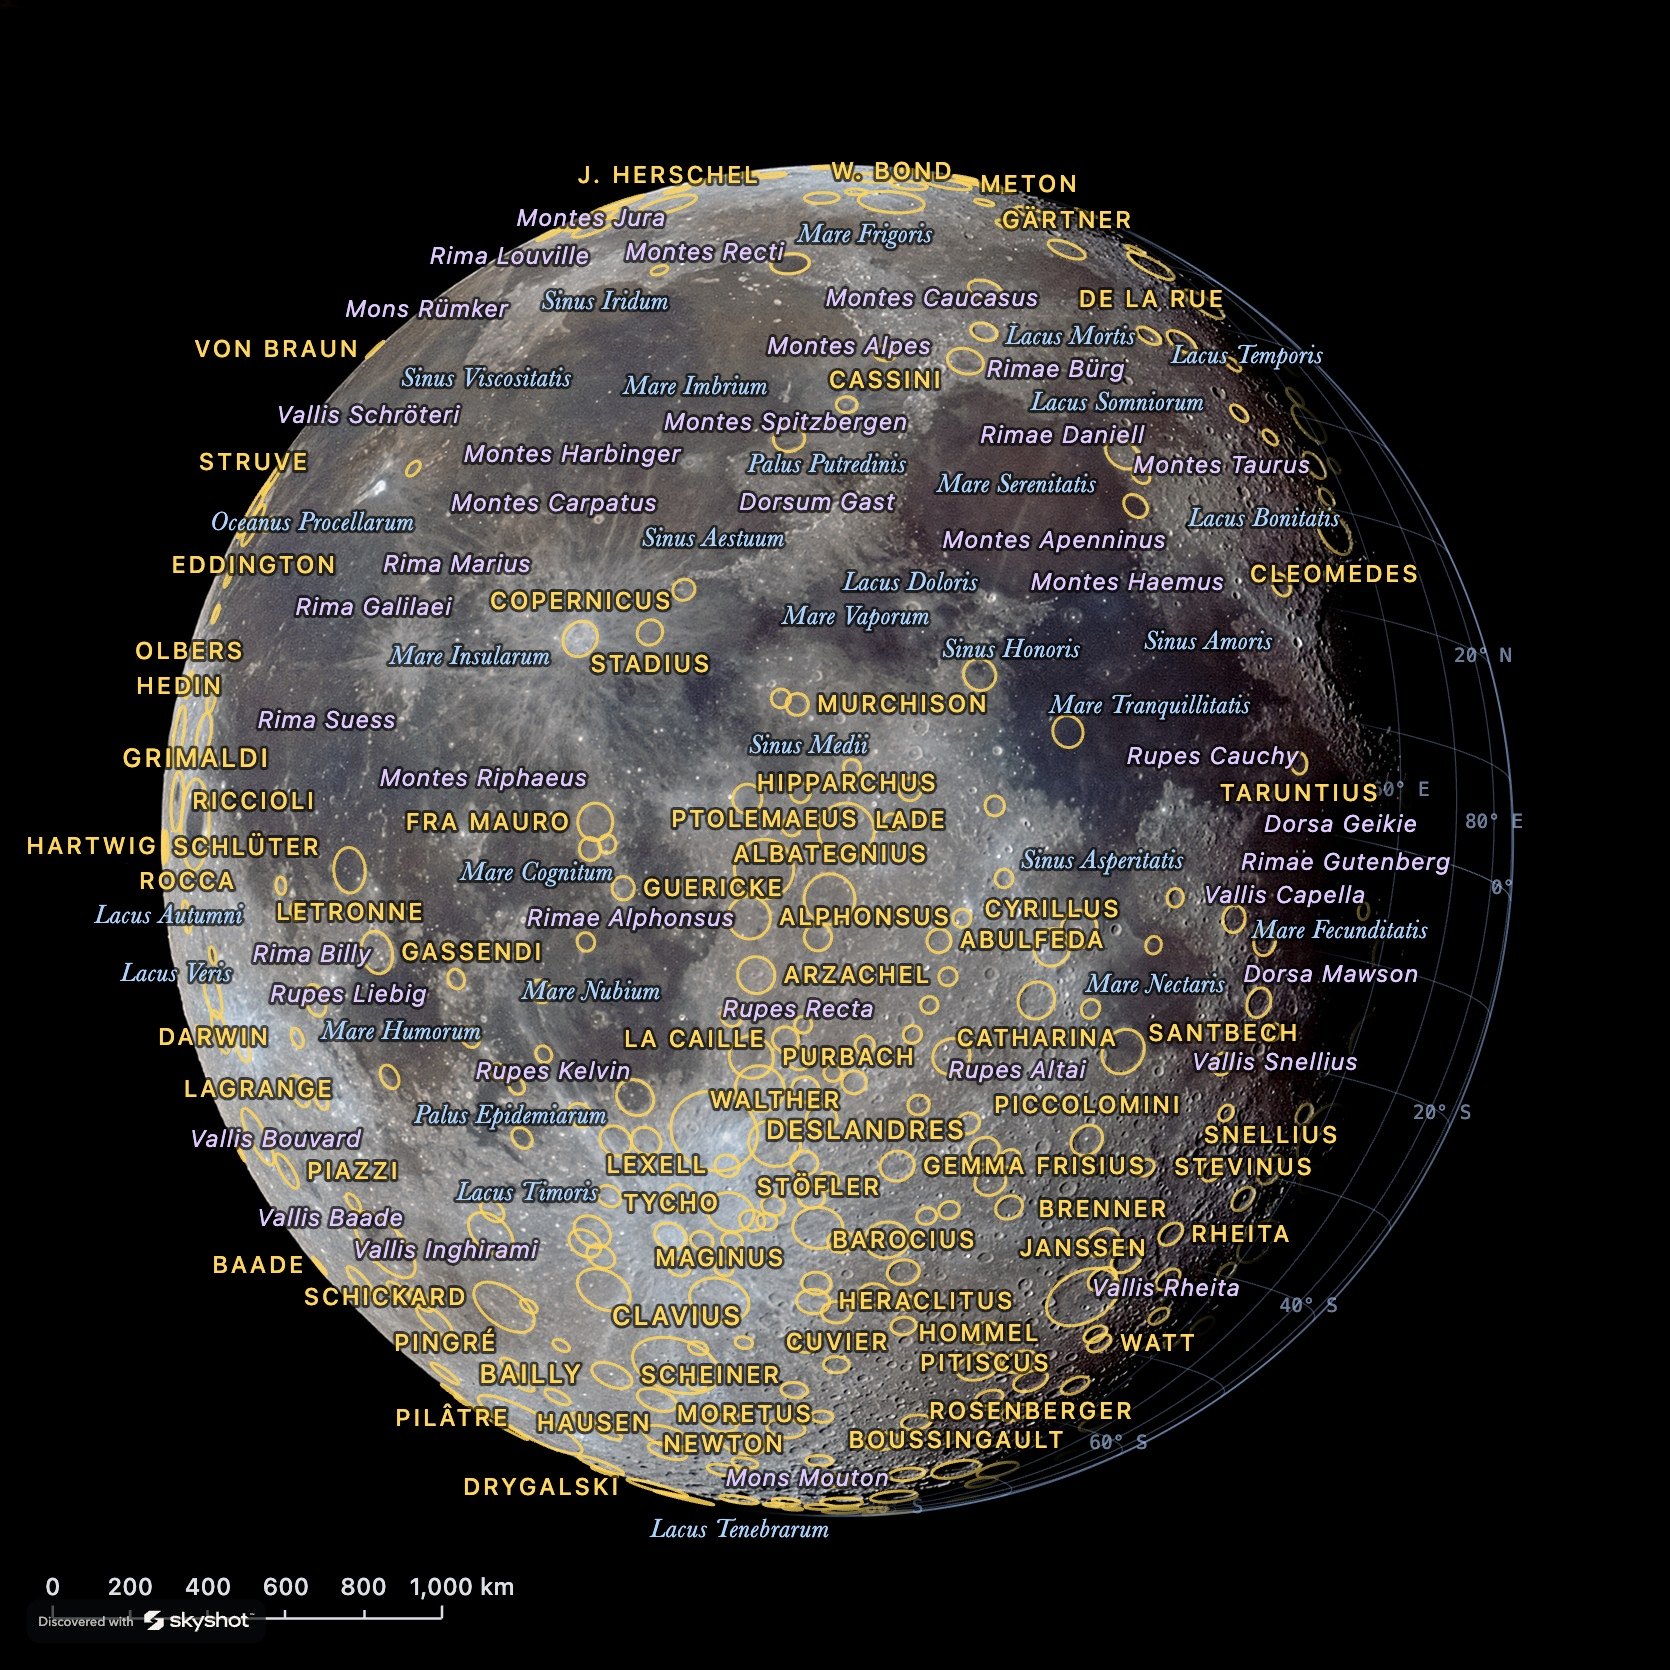 J. HERSCHEL
W. BOND
METON
Montes Jura
GÄRTNER
Mare Frigoris
Rima Louville
Montes Recti
Mons Rümker
Sinus Iridum
Montes Caucasus
DE LA RUE
Lacus Mortis
VON BRAUN
Montes Alpes
Lacus Temporis
Rimae Bürg
Sinus Viscositatis
Mare Imbrium
CASSINI
Lacus Somniorum
Vallis Schröteri
Montes Spitzbergen
Rimae Daniell
STRUVE
Montes Harbinger
Palus Putredinis
Montes Taurus
Mare Serenitatis
Montes Carpatus
Dorsum Gast
Oceanus Procellarum
Lacus Bonitatis
Sinus Aestuum
Montes Apenninus
EDDINGTON
Rima Marius
CLEOMEDES
Lacus Doloris
Montes Haemus
Rima Galilaei
COPERNICUS
Mare Vaporum
OLBERS
Mare Insularum
STADIUS
Sinus Honoris
Sinus Amoris
20° N
HEDIN
Rima Suess
MURCHISON
Mare Tranquillitatis
Sinus Medii
GRIMALDI
Rupes Cauchy
Montes Riphaeus
HIPPARCHUS
TARUNTIUS
60° E
RICCIOLI
FRA MAURO
PTOLEMAEUS
LADE
Dorsa Geikie
80° E
HARTWIG
SCHLÜTER
ALBATEGNIUS
Sinus Asperitatis
Rimae Gutenberg
ROCCA
Mare Cognitum
GUERICKE
Vallis Capella
0°
Lacus Autumni
LETRONNE
Rimae Alphonsus
ALPHONSUS
CYRILLUS
Mare Fecunditatis
Rima Billy
GASSENDI
ABULFEDA
Lacus Veris
Rupes Liebig
Mare Nubium
ARZACHEL
Mare Nectaris
Dorsa Mawson
Rupes Recta
DARWIN
Mare Humorum
LA CAILLE
PURBACH
CATHARINA
SANTBECH
Rupes Kelvin
Rupes Altai
Vallis Snellius
LAGRANGE
Palus Epidemiarum
WALTHER
PICCOLOMINI
20° S
Vallis Bouvard
DESLANDRES
SNELLIUS
PIAZZI
LEXELL
GEMMA FRISIUS
STEVINUS
Lacus Timoris
TYCHO
STÖFLER
Vallis Baade
BRENNER
Vallis Inghirami
MAGINUS
BAROCIUS
JANSSEN
RHEITA
BAADE
SCHICKARD
CLAVIUS
HERACLITUS
Vallis Rheita
40° S
PINGRÉ
CUVIER
HOMMEL
WATT
BAILLY
SCHEINER
PITISCUS
PILÂTRE
HAUSEN
MORETUS
ROSENBERGER
NEWTON
BOUSSINGAULT
60° S
DRYGALSKI
Mons Mouton
S
Lacus Tenebrarum
0 200 400 600 800 1,000 km
Discovered with skyshot